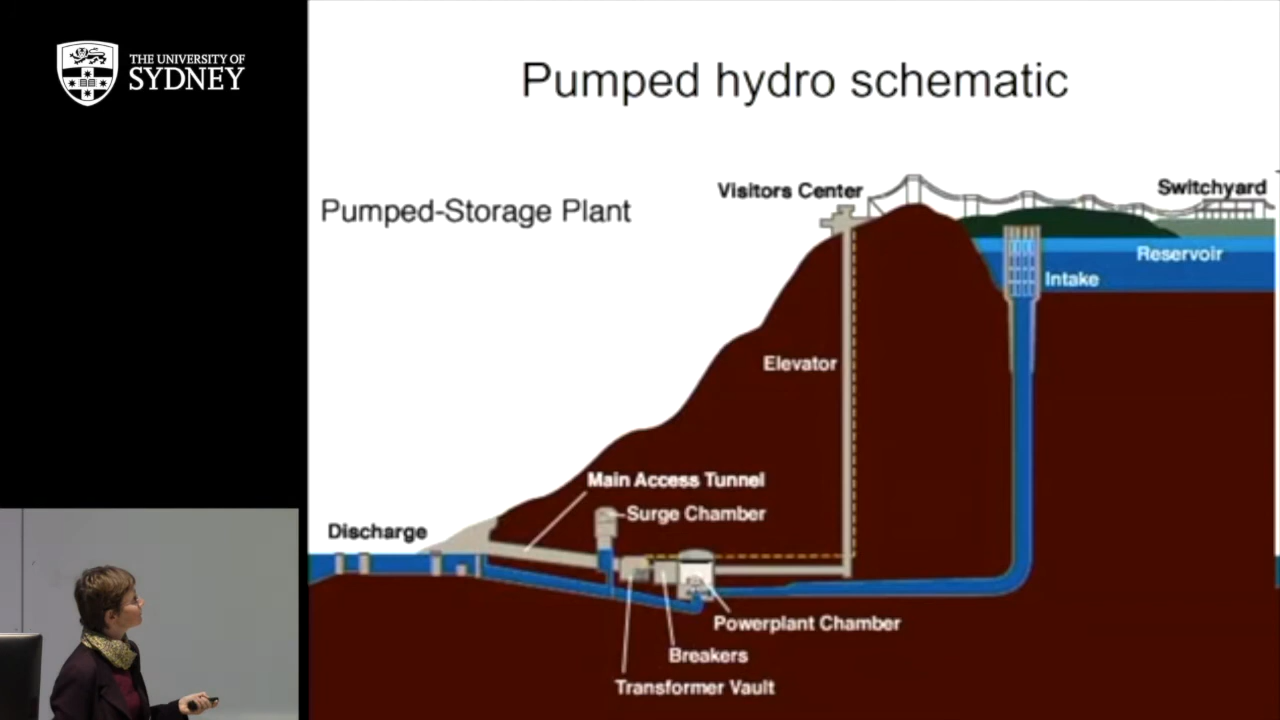 THE UNIVERSITY OF
SYDNEY
Pumped hydro schematic
Pumped-Storage Plant
Visitors Center
Switchyard
Reservoir
Intake
Elevator
Main Access Tunnel
Surge Chamber
Discharge
Powerplant Chamber
Breakers
Transformer Vault